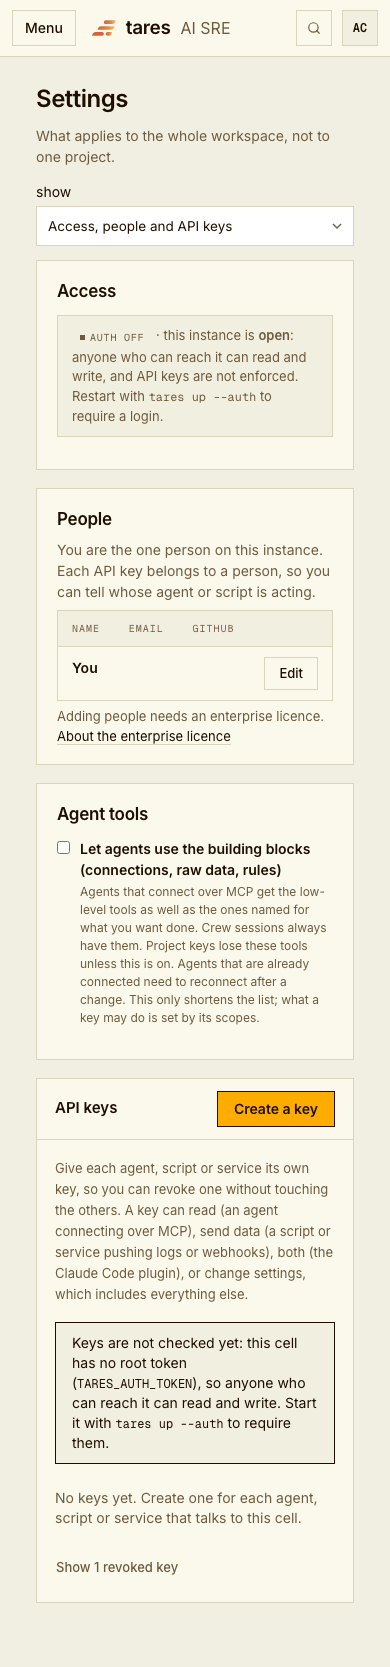 Menu
tares AI SRE
AC
Settings
What applies to the whole workspace, not to
one project.
show
Access, people and API keys
Access
AUTH OFF · this instance is open:
anyone who can reach it can read and
write, and API keys are not enforced.
Restart with tares up --auth to
require a login.
People
You are the one person on this instance.
Each API key belongs to a person, so you
can tell whose agent or script is acting.
NAME EMAIL GITHUB
You
Edit
Adding people needs an enterprise licence.
About the enterprise licence
Agent tools
Let agents use the building blocks
(connections, raw data, rules)
Agents that connect over MCP get the low-
level tools as well as the ones named for
what you want done. Crew sessions always
have them. Project keys lose these tools
unless this is on. Agents that are already
connected need to reconnect after a
change. This only shortens the list; what a
key may do is set by its scopes.
API keys
Create a key
Give each agent, script or service its own
key, so you can revoke one without touching
the others. A key can read (an agent
connecting over MCP), send data (a script or
service pushing logs or webhooks), both (the
Claude Code plugin), or change settings,
which includes everything else.
Keys are not checked yet: this cell
has no root token
(TARES_AUTH_TOKEN), so anyone who
can reach it can read and write. Start
it with tares up --auth to require
them.
No keys yet. Create one for each agent,
script or service that talks to this cell.
Show 1 revoked key